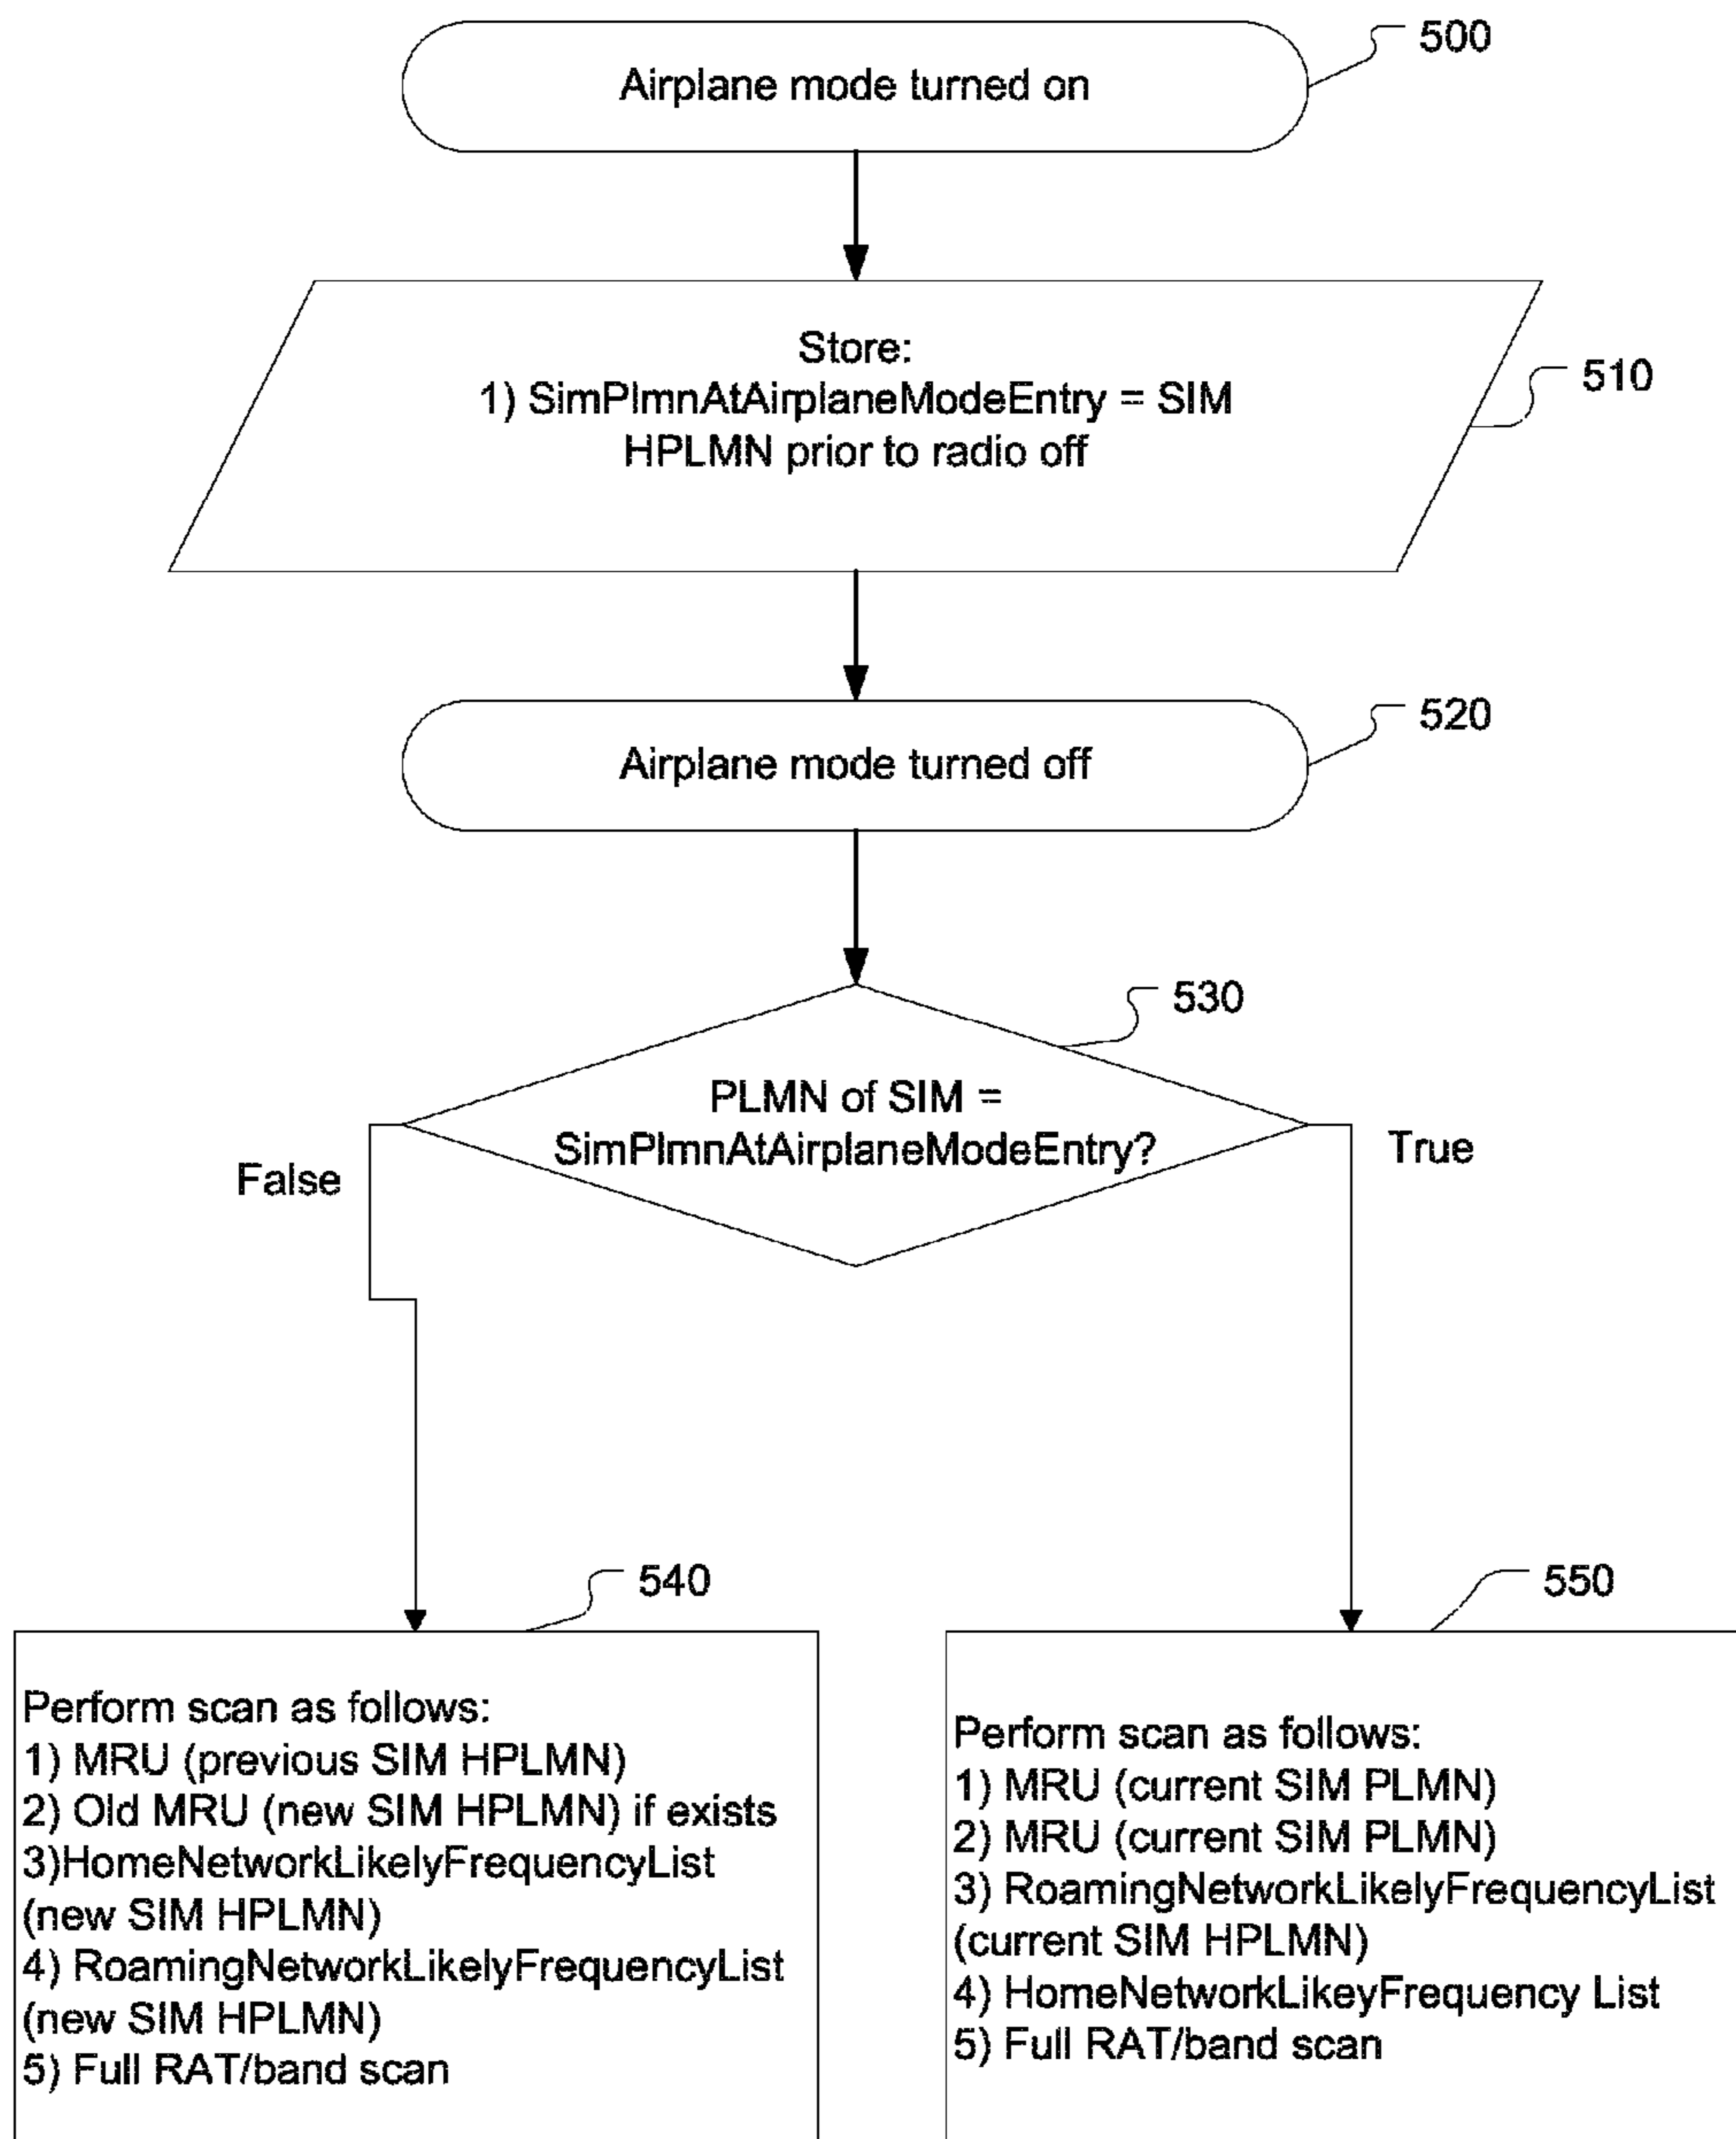 500
Airplane mode turned on
Store:
1) SimPlmnAtAirplaneModeEntry = SIM
HPLMN prior to radio off
510
520
Airplane mode turned off
530
PLMN of SIM =
SimPlmnAtAirplaneModeEntry?
False
True
540
Perform scan as follows:
1) MRU (previous SIM HPLMN)
2) Old MRU (new SIM HPLMN) if exists
3)HomeNetworkLikelyFrequencyList
(new SIM HPLMN)
4) RoamingNetworkLikelyFrequencyList
(new SIM HPLMN)
5) Full RAT/band scan
550
Perform scan as follows:
1) MRU (current SIM PLMN)
2) MRU (current SIM PLMN)
3) RoamingNetworkLikelyFrequencyList
(current SIM HPLMN)
4) HomeNetworkLikeyFrequency List
5) Full RAT/band scan